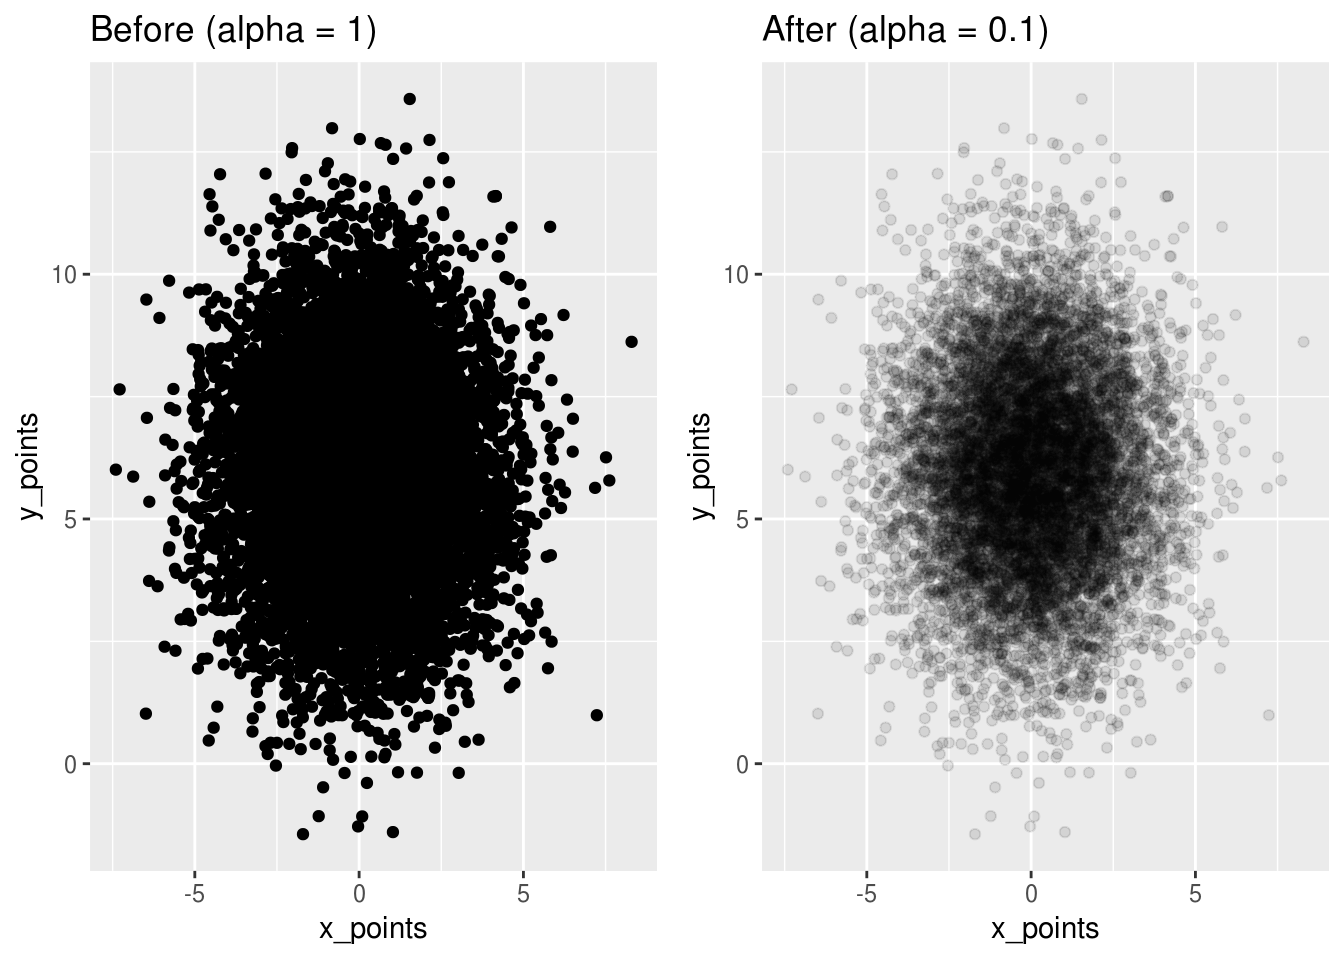 Before (alpha = 1)
10
5
0
y_points
-5
0
5
x_points
After (alpha = 0.1)
10
5
0
y_points
-5
0
5
x_points